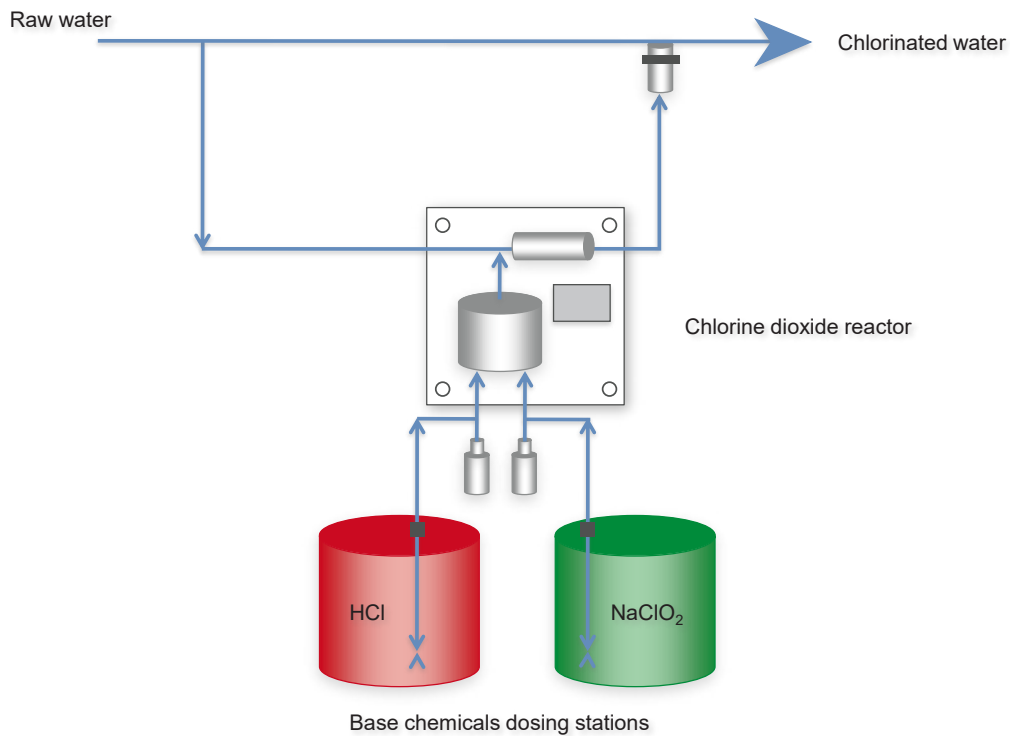 Raw water
Chlorinated water
Chlorine dioxide reactor
HCl
NaClO₂
Base chemicals dosing stations